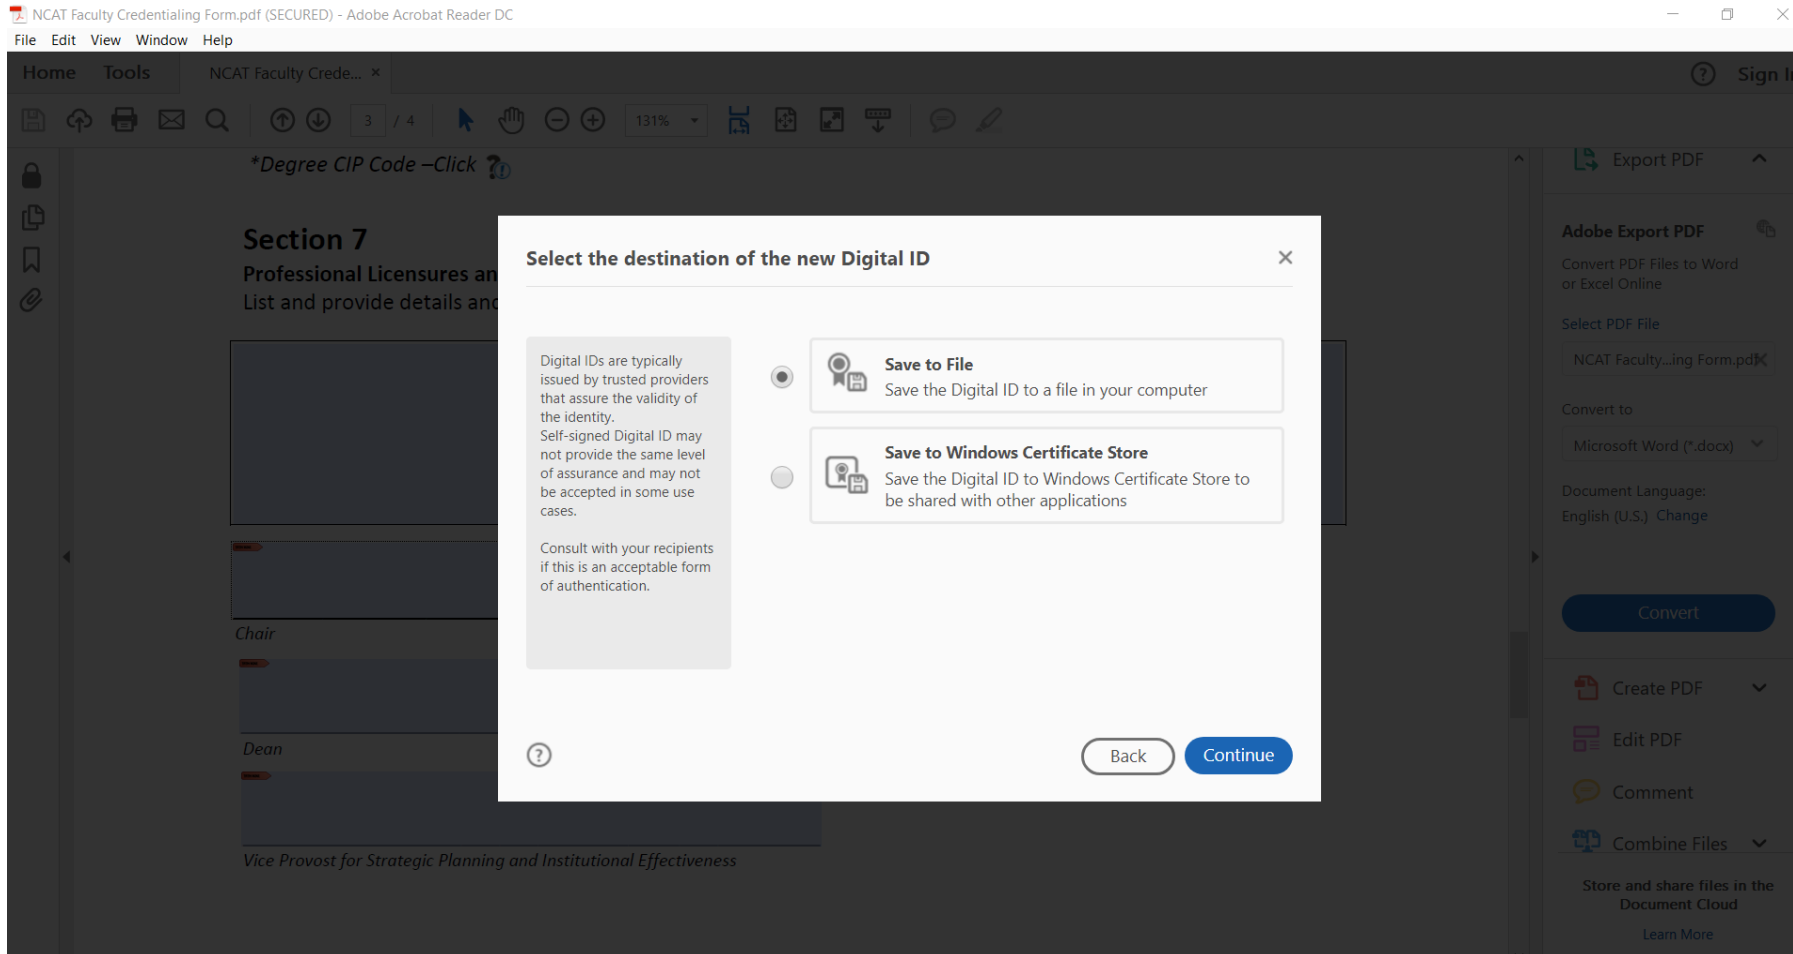 NCAT Faculty Credentialing Form.pdf (SECURED) - Adobe Acrobat Reader DC
File Edit View Window Help
Home Tools NCAT Faculty Crede... ×
Sign I
3 / 4
131%
*Degree CIP Code –Click
Section 7
Professional Licensures an
List and provide details and
Chair
Dean
Vice Provost for Strategic Planning and Institutional Effectiveness
Select the destination of the new Digital ID
Digital IDs are typically
issued by trusted providers
that assure the validity of
the identity.
Self-signed Digital ID may
not provide the same level
of assurance and may not
be accepted in some use
cases.
Consult with your recipients
if this is an acceptable form
of authentication.
Save to File
Save the Digital ID to a file in your computer
Save to Windows Certificate Store
Save the Digital ID to Windows Certificate Store to
be shared with other applications
Back
Continue
Export PDF
Adobe Export PDF
Convert PDF Files to Word
or Excel Online
Select PDF File
NCAT Faculty...ing Form.pdf
Convert to
Microsoft Word (*.docx)
Document Language:
English (U.S.) Change
Convert
Create PDF
Edit PDF
Comment
Combine Files
Store and share files in the
Document Cloud
Learn More